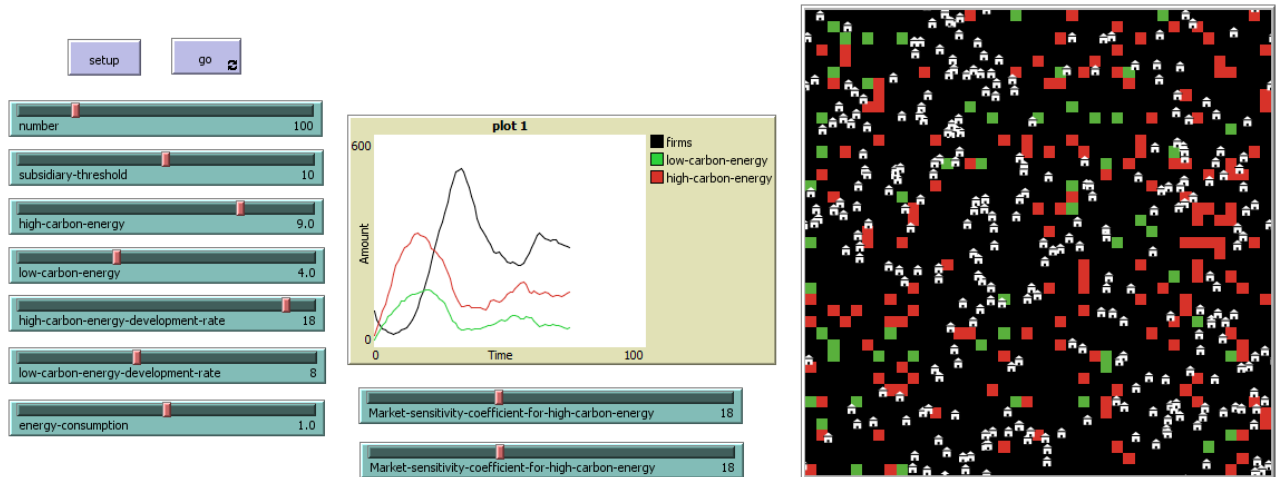 setup
go
number 100
subsidiary-threshold 10
high-carbon-energy 9.0
low-carbon-energy 4.0
high-carbon-energy-development-rate 18
low-carbon-energy-development-rate 8
energy-consumption 1.0
plot 1
600
Amount
0
0 Time 100
firms
low-carbon-energy
high-carbon-energy
Market-sensitivity-coefficient-for-high-carbon-energy 18
Market-sensitivity-coefficient-for-high-carbon-energy 18